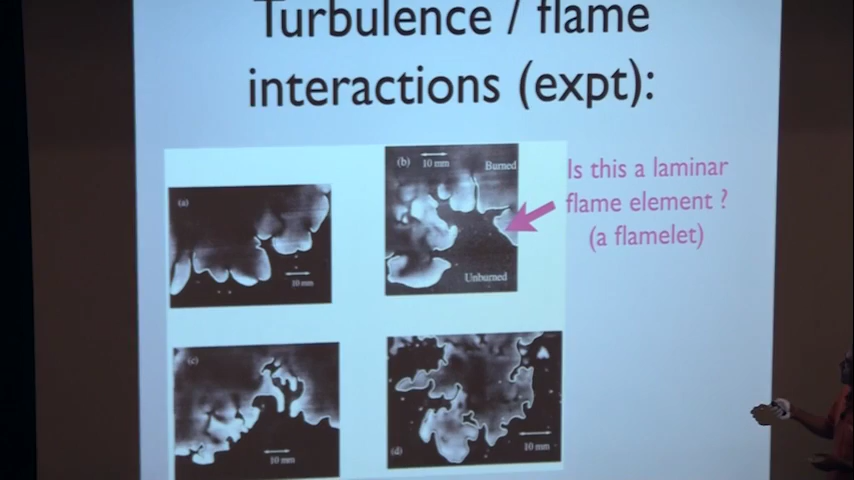 Turbulence / flame
interactions (expt):
(a)
10 mm
(b)
10 mm
Burned
Unburned
Is this a laminar
flame element ?
(a flamelet)
(c)
10 mm
(d)
10 mm